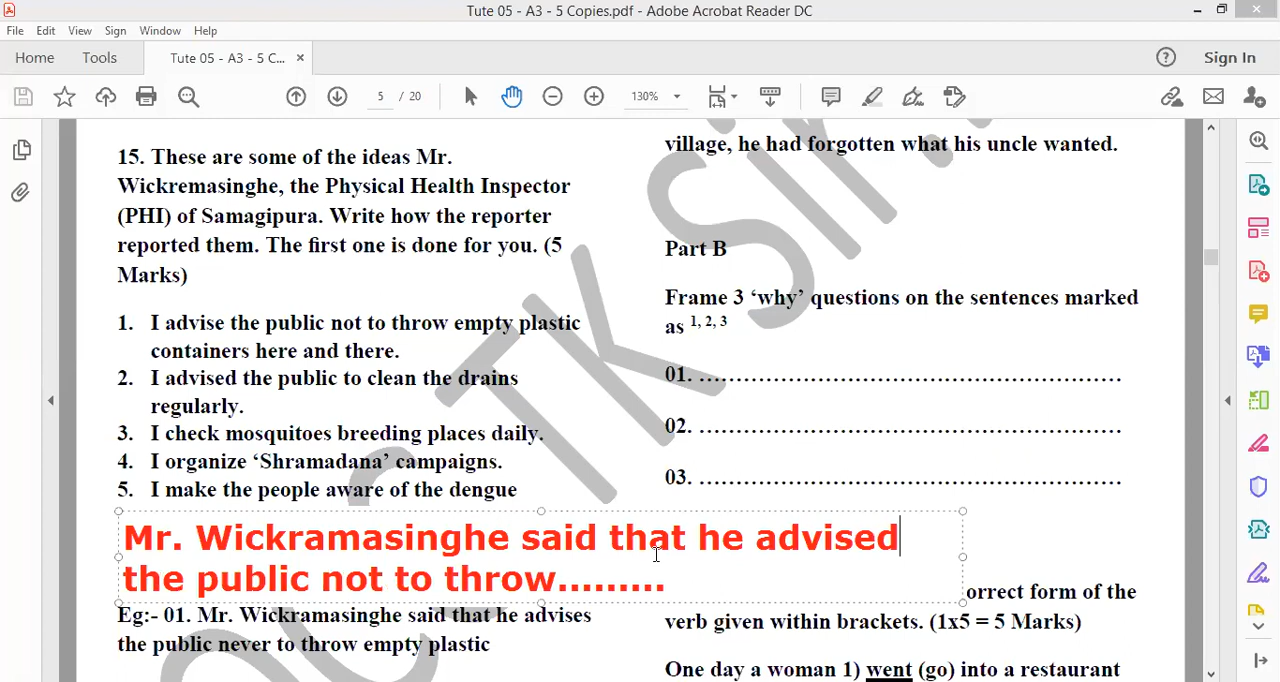 Tute 05 - A3 - 5 Copies.pdf - Adobe Acrobat Reader DC
File Edit View Sign Window Help
Home Tools Tute 05 - A3 - 5 C... × Sign In
5 / 20 130%
15. These are some of the ideas Mr.
Wickremasinghe, the Physical Health Inspector
(PHI) of Samagipura. Write how the reporter
reported them. The first one is done for you. (5
Marks)
1. I advise the public not to throw empty plastic
containers here and there.
2. I advised the public to clean the drains
regularly.
3. I check mosquitoes breeding places daily.
4. I organize ‘Shramadana’ campaigns.
5. I make the people aware of the dengue
Mr. Wickramasinghe said that he advised
the public not to throw.........
Eg:- 01. Mr. Wickramasinghe said that he advises
the public never to throw empty plastic
village, he had forgotten what his uncle wanted.
Part B
Frame 3 ‘why’ questions on the sentences marked
as 1, 2, 3
01. ………………………………………………
02. ………………………………………………
03. ………………………………………………
orrect form of the
verb given within brackets. (1x5 = 5 Marks)
One day a woman 1) went (go) into a restaurant
TK